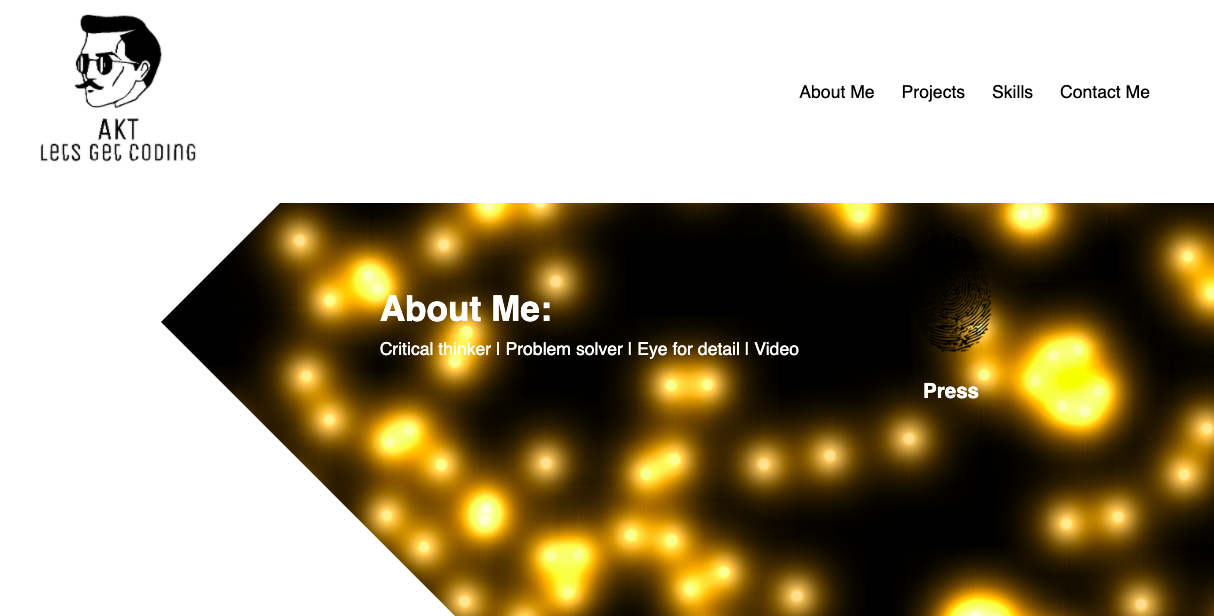 AKT
Lets Get Coding
About Me Projects Skills Contact Me
About Me:
Critical thinker | Problem solver | Eye for detail | Video
Press